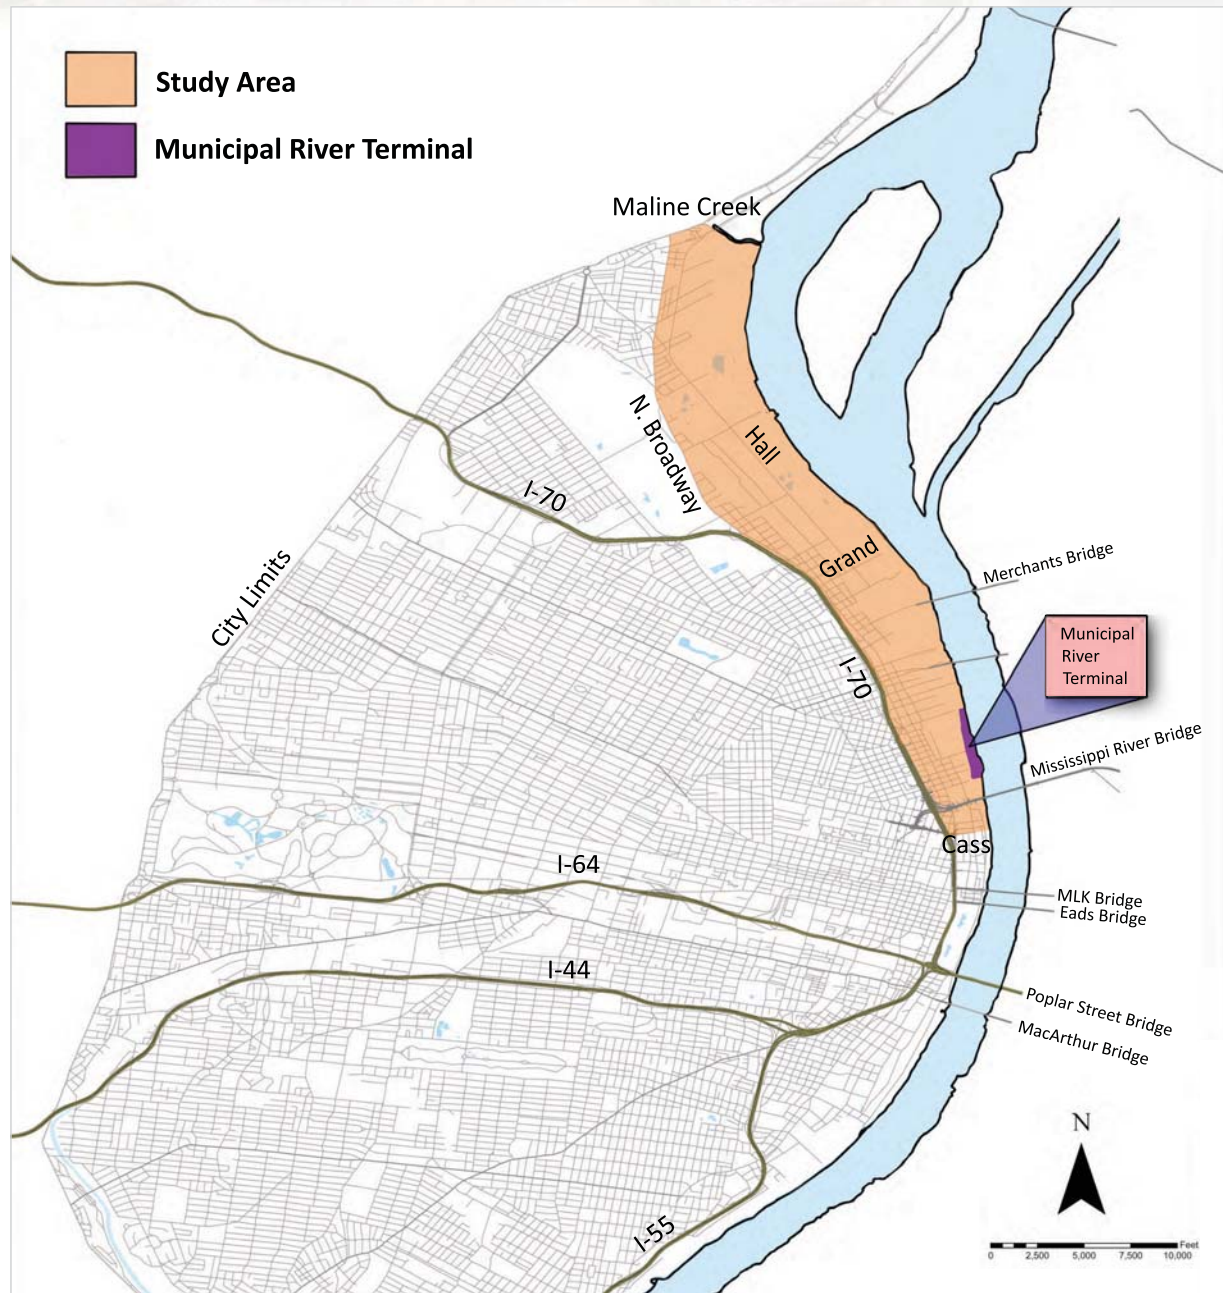 Study Area
Municipal River Terminal
Maline Creek
N. Broadway
Hall
I-70
Grand
City Limits
Merchants Bridge
Municipal
River
Terminal
I-70
Mississippi River Bridge
Cass
I-64
MLK Bridge
Eads Bridge
I-44
Poplar Street Bridge
MacArthur Bridge
N
I-55
Feet
0 2,500 5,000 7,500 10,000